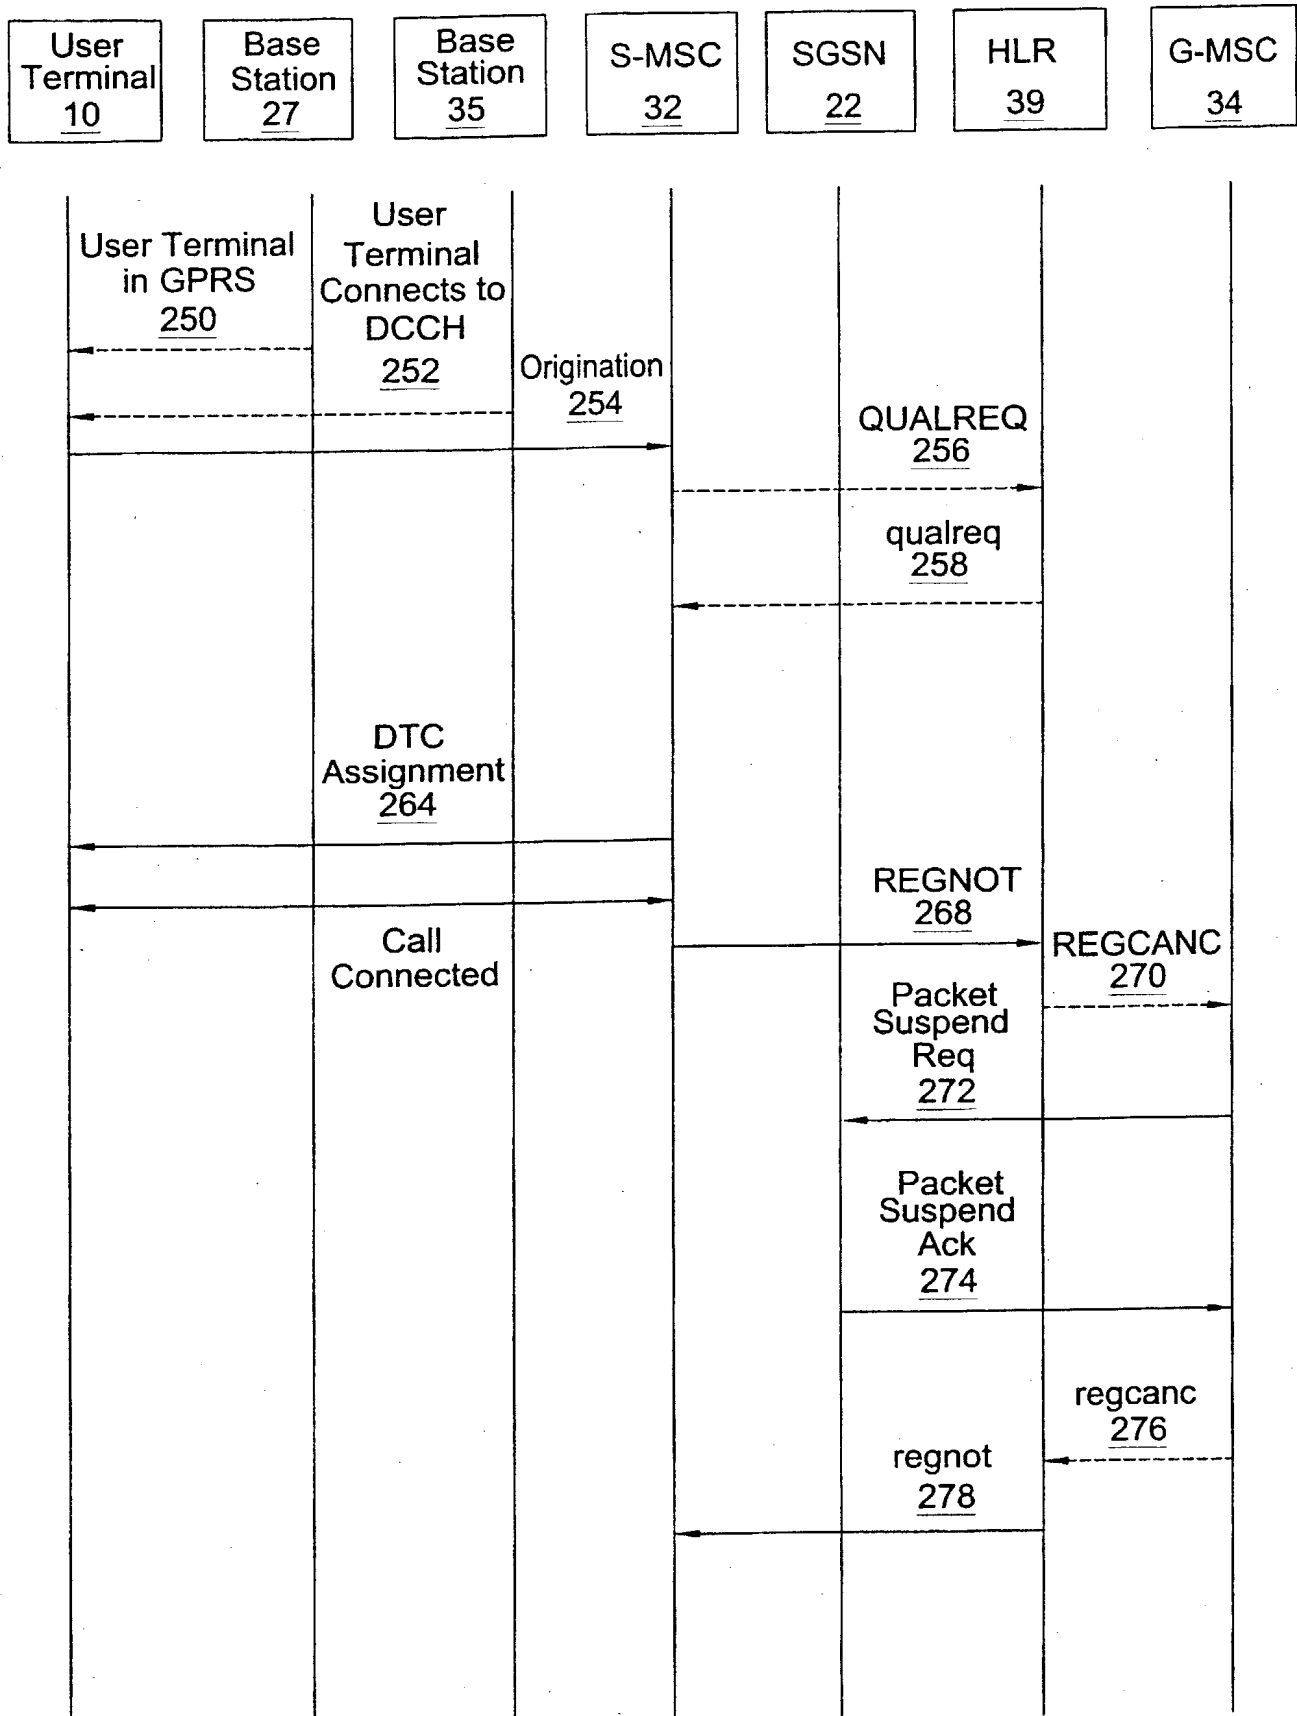 User
Terminal
10
Base
Station
27
Base
Station
35
S-MSC
32
SGSN
22
HLR
39
G-MSC
34
User Terminal
in GPRS
250
User
Terminal
Connects to
DCCH
252
Origination
254
QUALREQ
256
qualreq
258
DTC
Assignment
264
Call
Connected
REGNOT
268
REGCANC
270
Packet
Suspend
Req
272
Packet
Suspend
Ack
274
regcanc
276
regnot
278